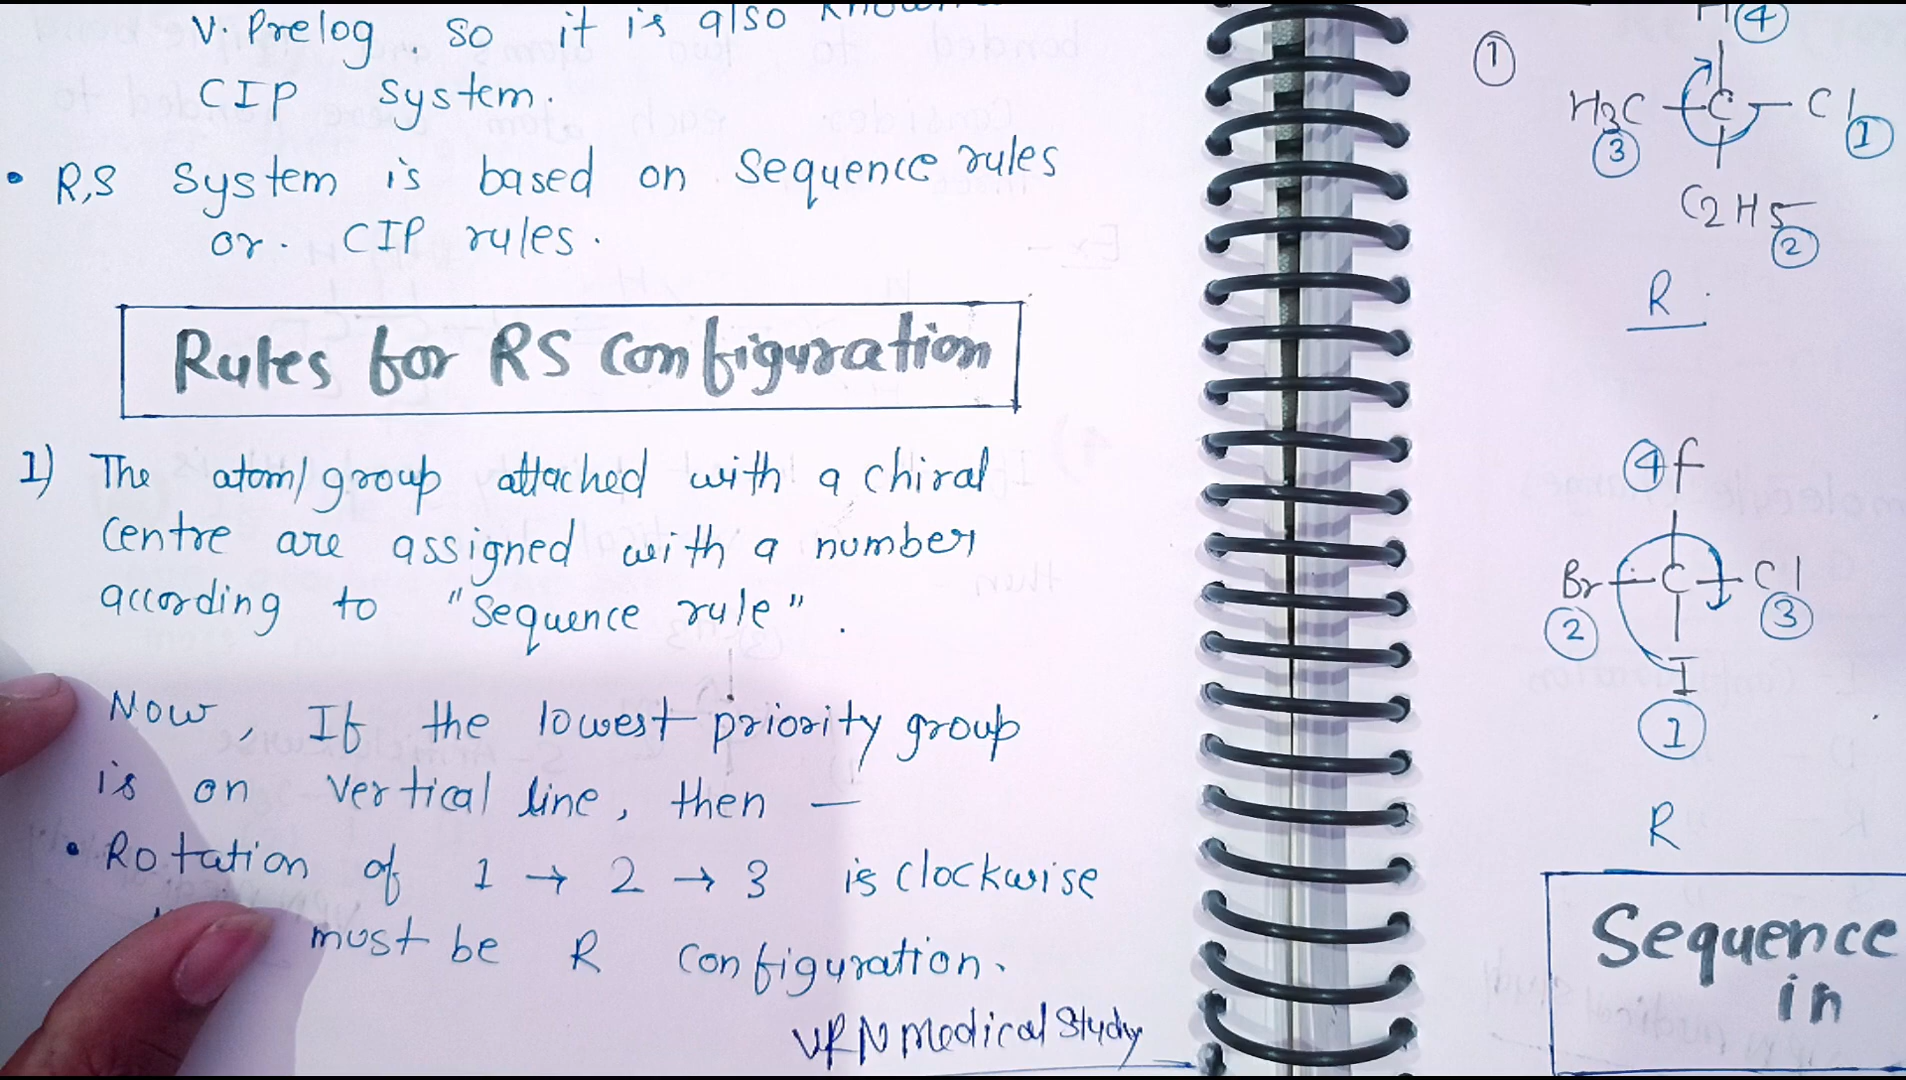 V. Prelog. So it is also known
CIP System.
• R,S System is based on Sequence rules
or. CIP rules.
Rules for RS Configuration
1) The atom/group attached with a chiral
Centre are assigned with a number
according to "Sequence rule".
Now, If the lowest priority group
is on vertical line, then —
• Rotation of 1 → 2 → 3 is clockwise
must be R Configuration.
VRN medical Study
H ④
①
H3C C Cl
③ ①
C2H5
②
R.
④ F
Br C Cl
② ③
I
①
R
Sequence
in